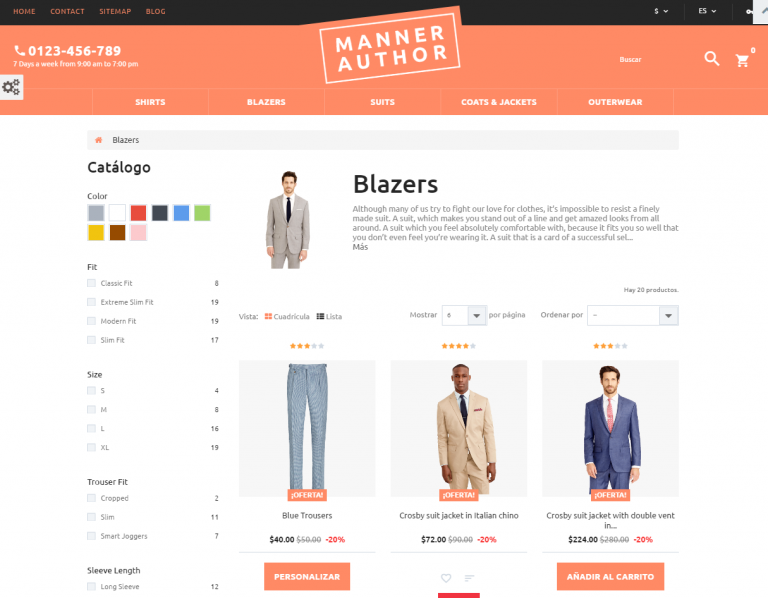 HOME CONTACT SITEMAP BLOG
$ ES
0123-456-789
7 Days a week from 9:00 am to 7:00 pm
MANNER
AUTHOR
Buscar
0
SHIRTS BLAZERS SUITS COATS & JACKETS OUTERWEAR
Blazers
Catálogo
Color
Fit
Classic Fit 8
Extreme Slim Fit 19
Modern Fit 19
Slim Fit 17
Size
S 4
M 8
L 16
XL 19
Trouser Fit
Cropped 2
Slim 11
Smart Joggers 7
Sleeve Length
Long Sleeve 12
Blazers
Although many of us try to fight our love for clothes, it's impossible to resist a finely
made suit. A suit, which makes you stand out of a line and get amazed looks from all
around. A suit which you feel absolutely comfortable with, because it fits you so well that
you don't even feel you're wearing it. A suit that is a card of a successful sel...
Más
Hay 20 productos.
Vista: Cuadrícula Lista
Mostrar 6 por página
Ordenar por --
¡OFERTA!
Blue Trousers
$40.00 $50.00 -20%
PERSONALIZAR
¡OFERTA!
Crosby suit jacket in Italian chino
$72.00 $90.00 -20%
¡OFERTA!
Crosby suit jacket with double vent
in...
$224.00 $280.00 -20%
AÑADIR AL CARRITO